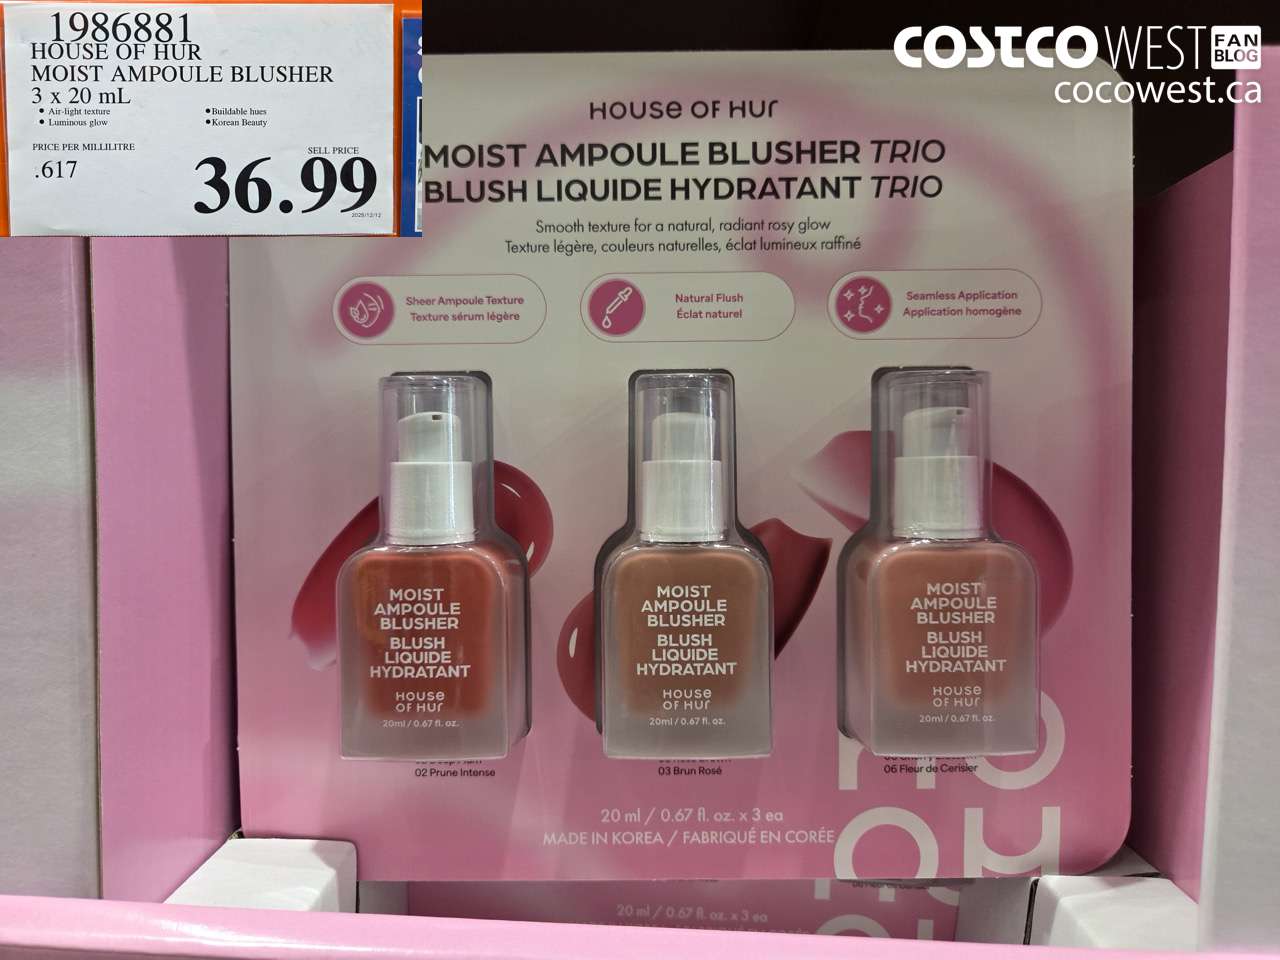 1986881
HOUSE OF HUR
MOIST AMPOULE BLUSHER
3 x 20 mL
• Air-light texture
• Luminous glow
• Buildable hues
• Korean Beauty
PRICE PER MILLILITRE
.617
SELL PRICE
36.99
2025/12/12
COSTCO WEST FAN BLOG
cocowest.ca
HOUSE OF HUR
MOIST AMPOULE BLUSHER TRIO
BLUSH LIQUIDE HYDRATANT TRIO
Smooth texture for a natural, radiant rosy glow
Texture légère, couleurs naturelles, éclat lumineux raffiné
Sheer Ampoule Texture
Texture sérum légère
Natural Flush
Éclat naturel
Seamless Application
Application homogène
MOIST
AMPOULE
BLUSHER
BLUSH
LIQUIDE
HYDRATANT
HOUSE
OF HUR
20ml / 0.67 fl. oz.
MOIST
AMPOULE
BLUSHER
BLUSH
LIQUIDE
HYDRATANT
HOUSE
OF HUR
20ml / 0.67 fl. oz.
MOIST
AMPOULE
BLUSHER
BLUSH
LIQUIDE
HYDRATANT
HOUSE
OF HUR
20ml / 0.67 fl. oz.
02 Prune Intense
03 Brun Rosé
06 Fleur de Cerisier
20 ml / 0.67 fl. oz. x 3 ea
MADE IN KOREA / FABRIQUÉ EN CORÉE
20 ml / 0.67 fl. oz. x 3 ea